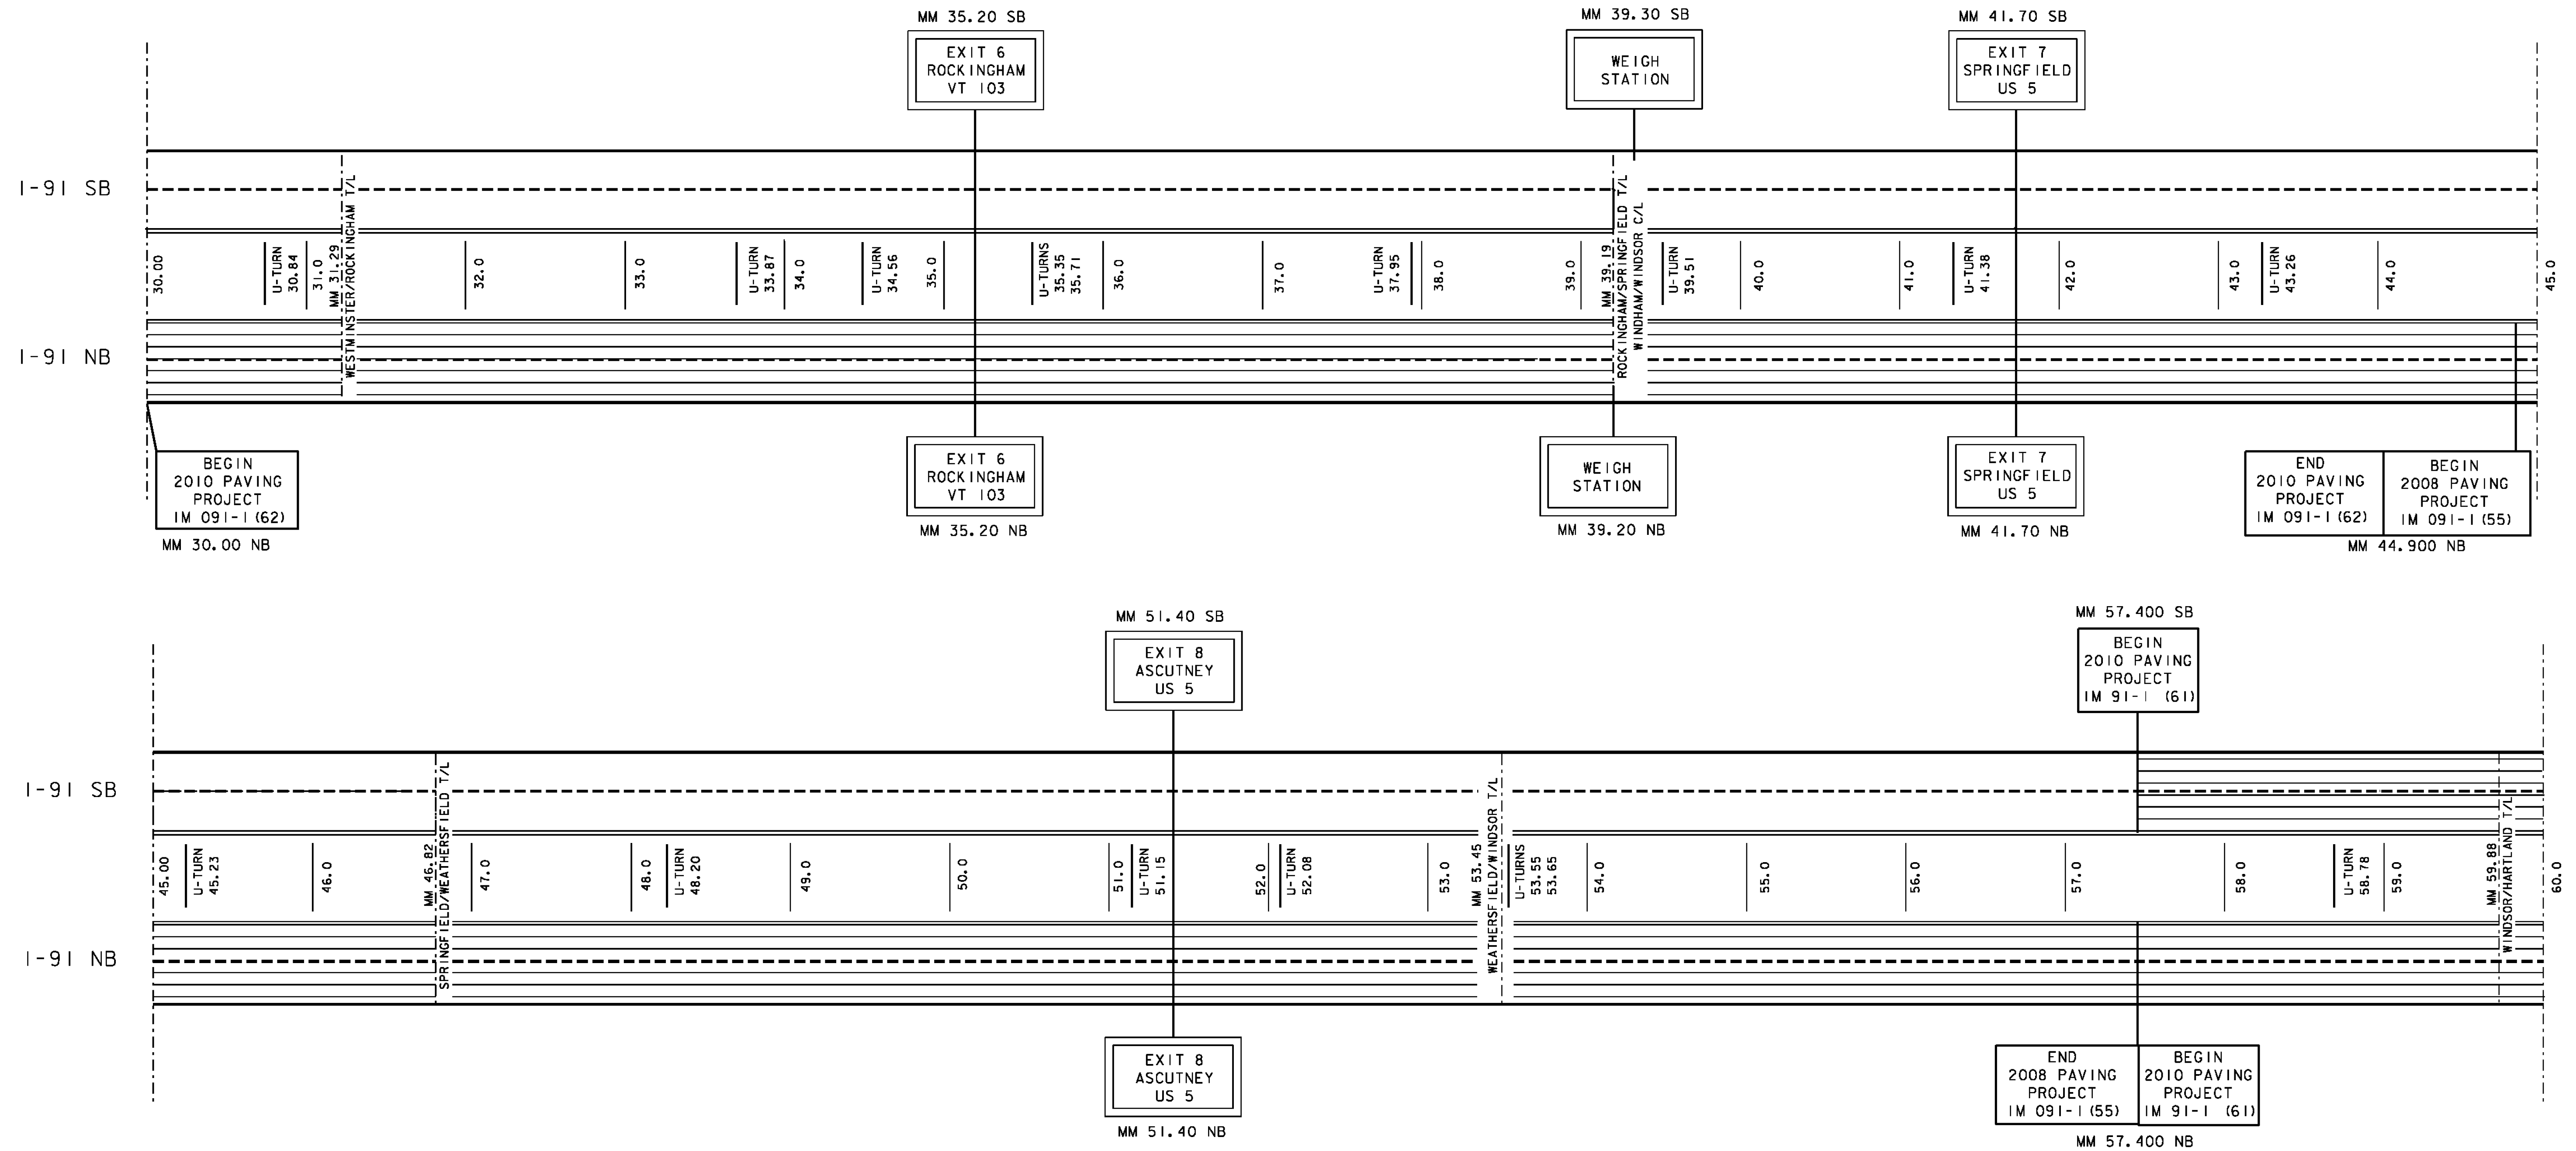 MM 35.20 SB
EXIT 6
ROCKINGHAM
VT 103
MM 39.30 SB
WEIGH
STATION
MM 41.70 SB
EXIT 7
SPRINGFIELD
US 5
I-91 SB
30.00
U-TURN
30.84
31.0
MM 31.29
WESTMINSTER/ROCKINGHAM T/L
32.0
33.0
U-TURN
33.87
34.0
U-TURN
34.56
35.0
U-TURNS
35.35
35.71
36.0
37.0
U-TURN
37.95
38.0
39.0
MM 39.19
ROCKINGHAM/SPRINGFIELD T/L
WINDHAM/WINDSOR C/L
U-TURN
39.51
40.0
41.0
U-TURN
41.38
42.0
43.0
U-TURN
43.26
44.0
45.0
I-91 NB
BEGIN
2010 PAVING
PROJECT
IM 091-1(62)
MM 30.00 NB
EXIT 6
ROCKINGHAM
VT 103
MM 35.20 NB
WEIGH
STATION
MM 39.20 NB
EXIT 7
SPRINGFIELD
US 5
MM 41.70 NB
END
2010 PAVING
PROJECT
IM 091-1(62)
BEGIN
2008 PAVING
PROJECT
IM 091-1(55)
MM 44.900 NB
MM 51.40 SB
EXIT 8
ASCUTNEY
US 5
MM 57.400 SB
BEGIN
2010 PAVING
PROJECT
IM 91-1 (61)
I-91 SB
45.00
U-TURN
45.23
46.0
MM 46.82
SPRINGFIELD/WEATHERSFIELD T/L
47.0
48.0
U-TURN
48.20
49.0
50.0
51.0
U-TURN
51.15
52.0
U-TURN
52.08
53.0
MM 53.45
WEATHERSFIELD/WINDSOR T/L
U-TURNS
53.55
53.65
54.0
55.0
56.0
57.0
58.0
U-TURN
58.78
59.0
MM 59.88
WINDSOR/HARTLAND T/L
60.0
I-91 NB
EXIT 8
ASCUTNEY
US 5
MM 51.40 NB
END
2008 PAVING
PROJECT
IM 091-1(55)
BEGIN
2010 PAVING
PROJECT
IM 91-1 (61)
MM 57.400 NB